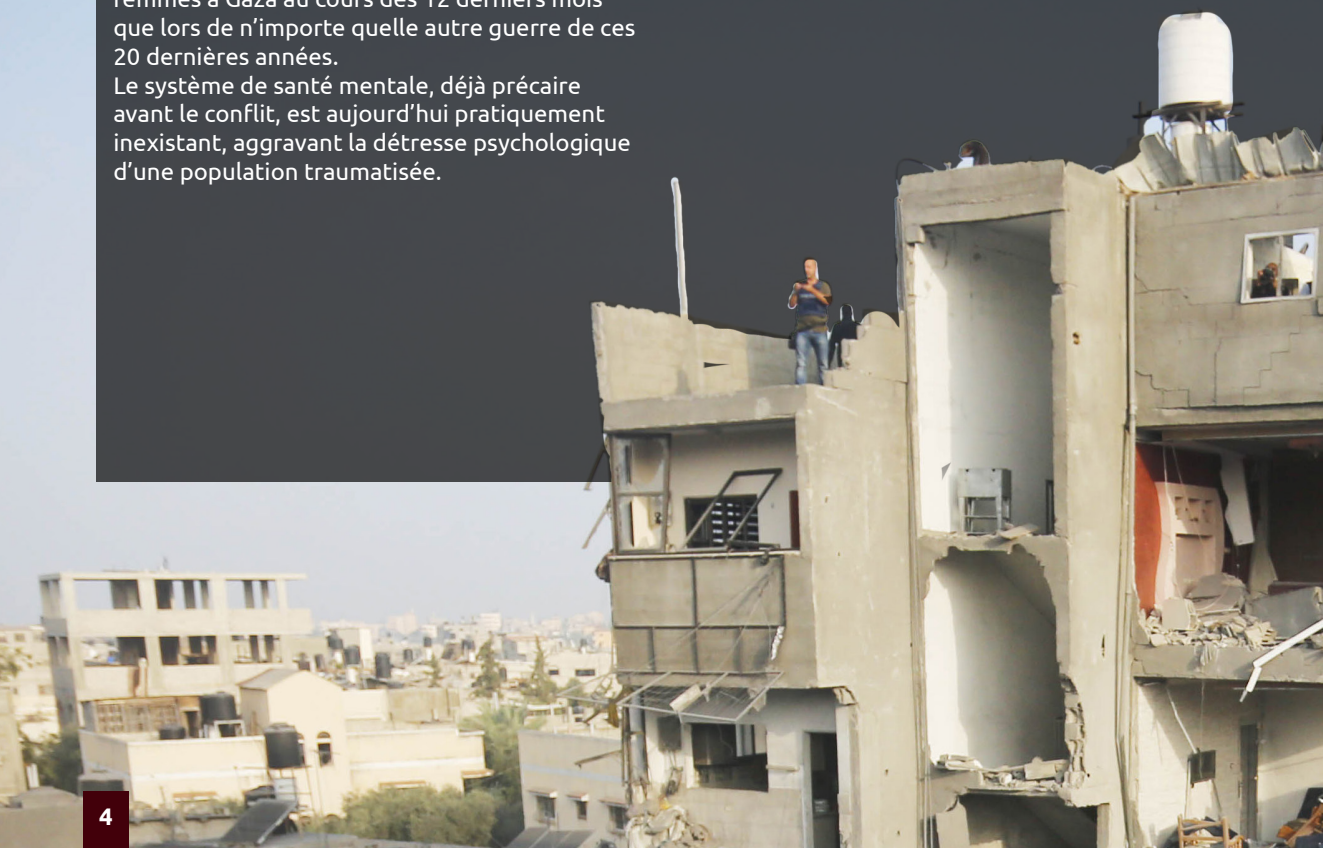 femmes à Gaza au cours des 12 derniers mois
que lors de n’importe quelle autre guerre de ces
20 dernières années.
Le système de santé mentale, déjà précaire
avant le conflit, est aujourd’hui pratiquement
inexistant, aggravant la détresse psychologique
d’une population traumatisée.
4